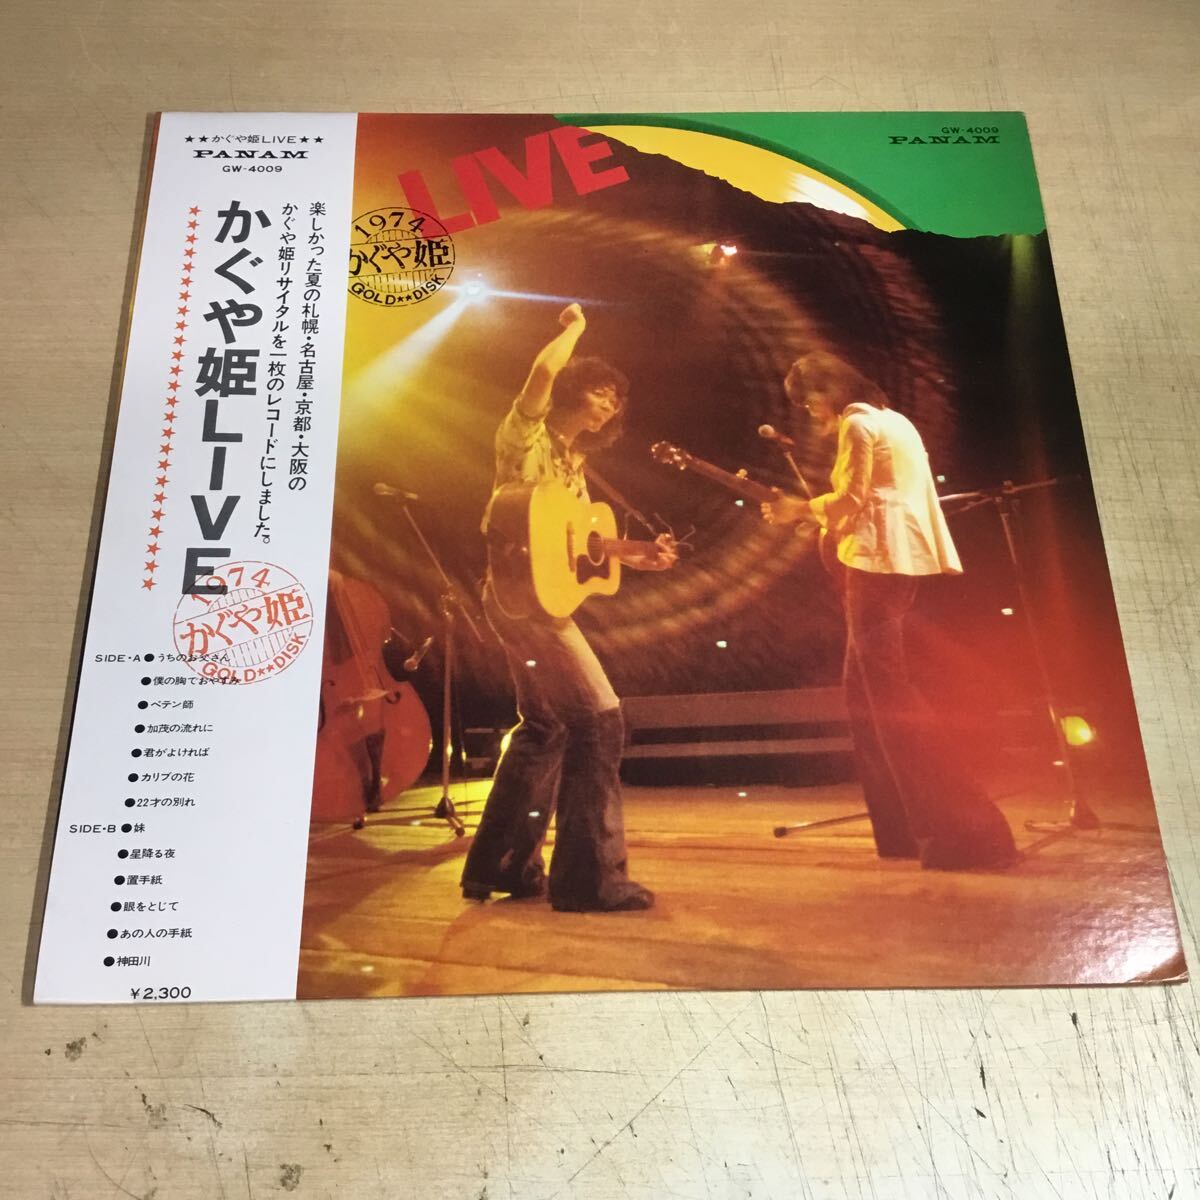 ★★かぐや姫LIVE★★
PANAM
GW-4009
かぐや姫LIVE
楽しかった夏の札幌・名古屋・京都・大阪の
かぐや姫リサイタルを一枚のレコードにしました。
1974
かぐや姫
GOLD★★DISK
SIDE・A ●うちのお父さん
●僕の胸でおやすみ
●ペテン師
●加茂の流れに
●君がよければ
●カリブの花
●22才の別れ
SIDE・B ●妹
●星降る夜
●置手紙
●眼をとじて
●あの人の手紙
●神田川
¥2,300
LIVE
1974
かぐや姫
GOLD★★DISK
GW-4009
PANAM